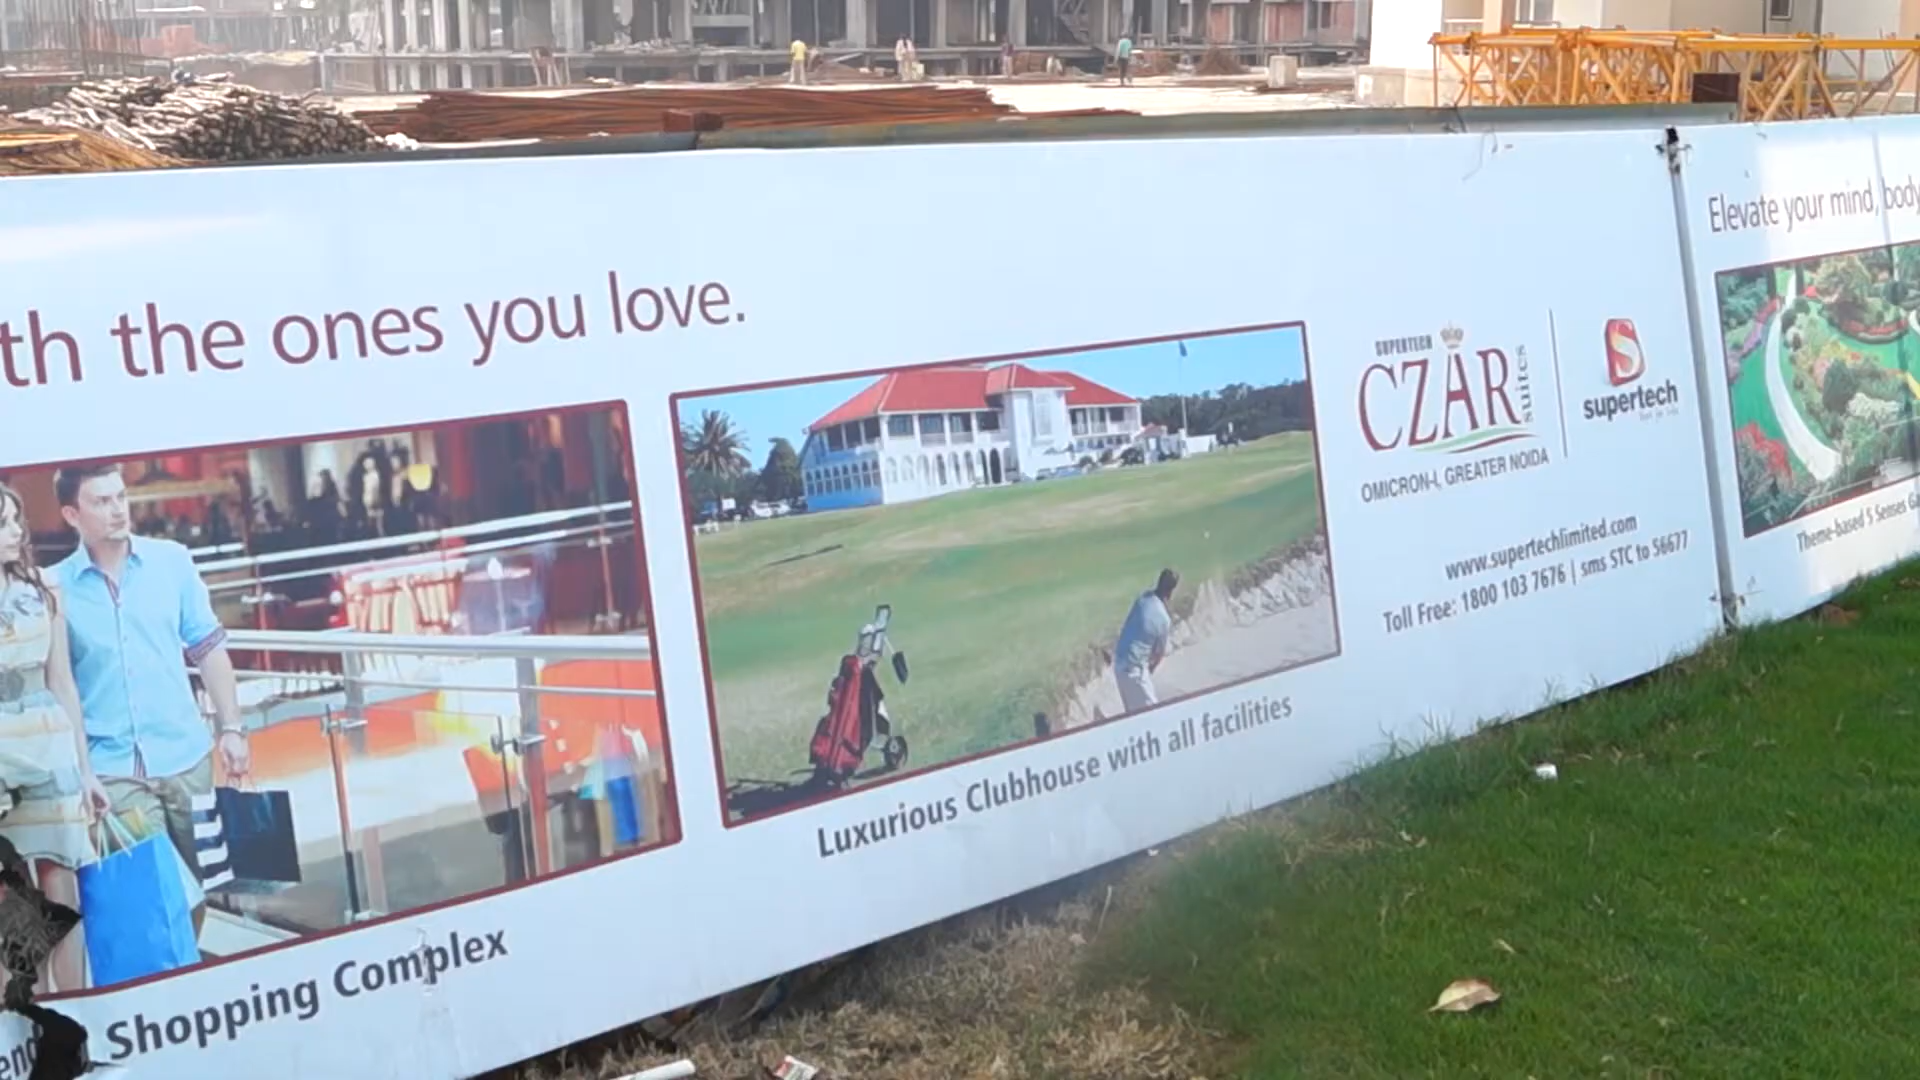 th the ones you love.
Shopping Complex
Luxurious Clubhouse with all facilities
SUPERTECH
CZAR
suites
OMICRON-I, GREATER NOIDA
supertech
www.supertechlimited.com
Toll Free: 1800 103 7676 | sms STC to 56677
Elevate your mind, body
Theme-based 5 Senses